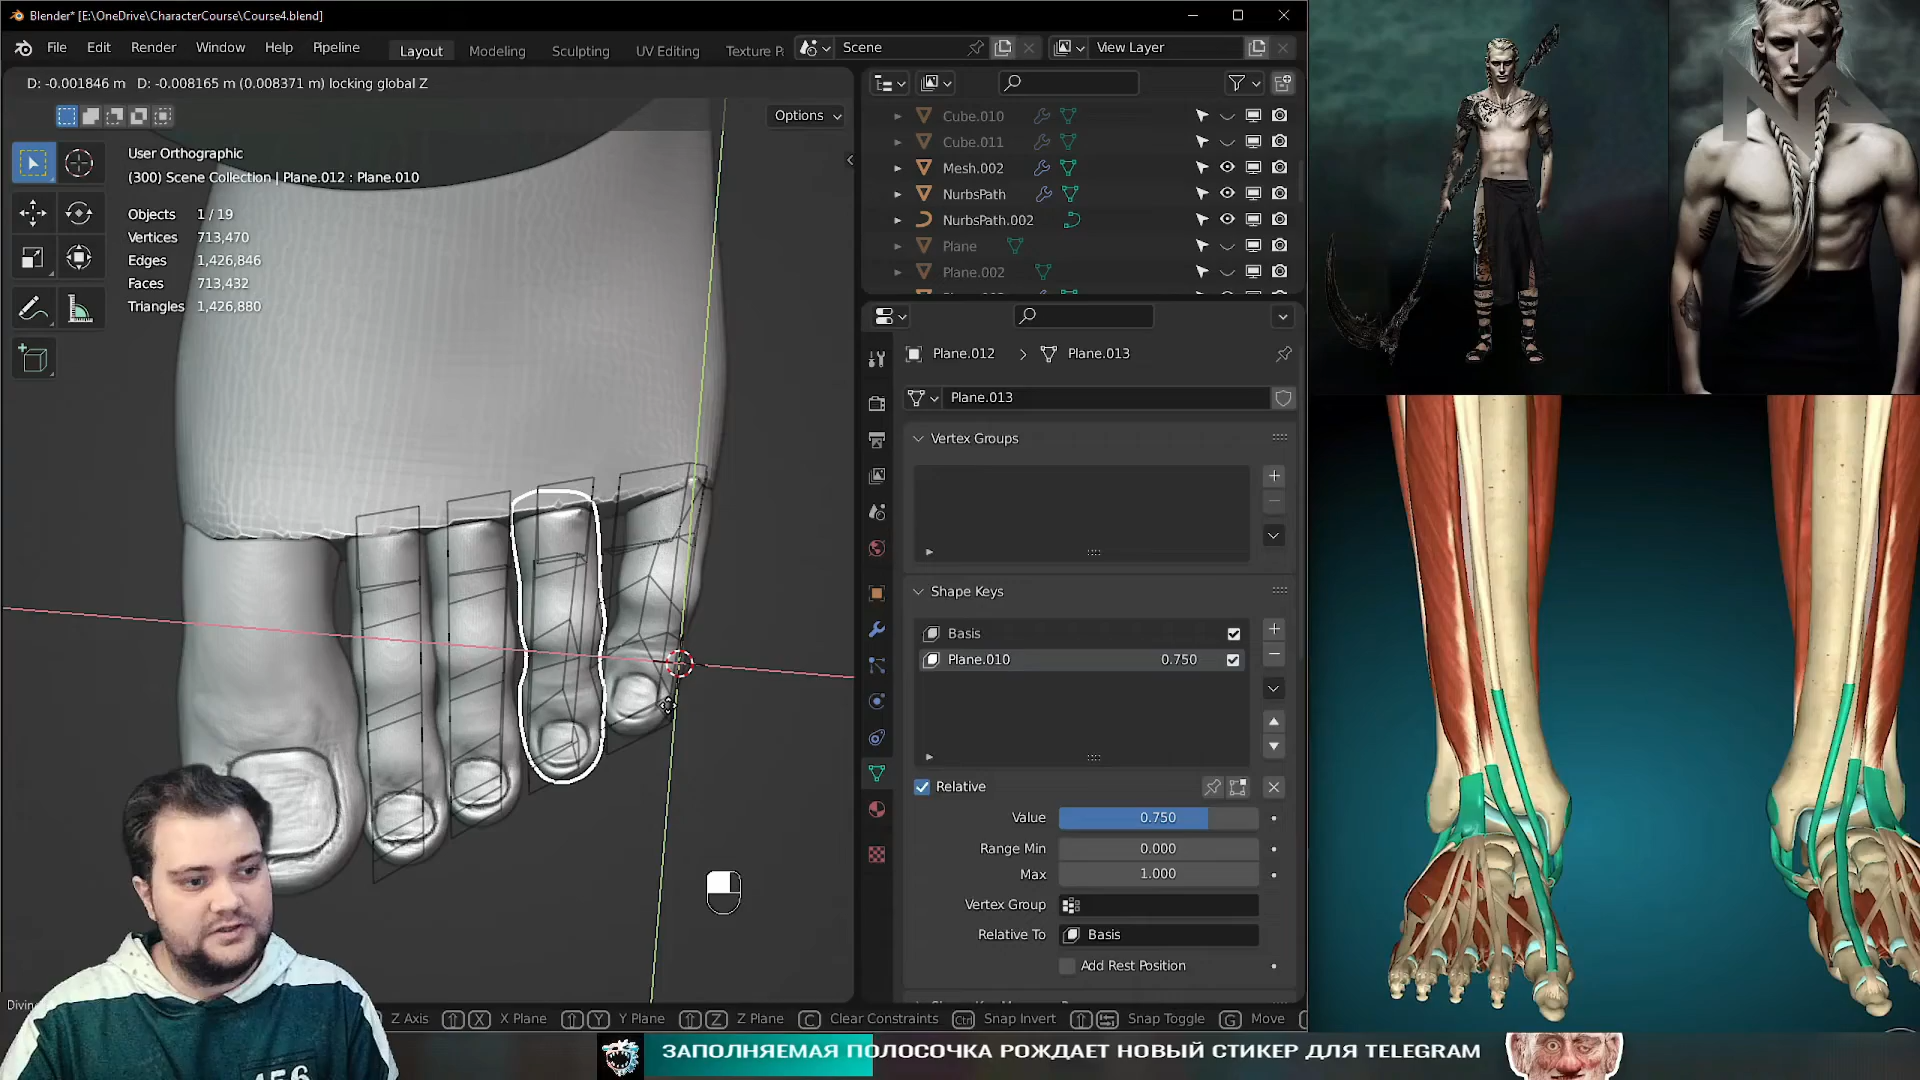 Blender* [E:\OneDrive\CharacterCourse\Course4.blend]
File Edit Render Window Help Pipeline Layout Modeling Sculpting UV Editing Texture P Scene View Layer
D: -0.001846 m D: -0.008165 m (0.008371 m) locking global Z
Options
User Orthographic
(300) Scene Collection | Plane.012 : Plane.010
Objects 1 / 19
Vertices 713,470
Edges 1,426,846
Faces 713,432
Triangles 1,426,880
Cube.010
Cube.011
Mesh.002
NurbsPath
NurbsPath.002
Plane
Plane.002
Plane.012 Plane.013
Plane.013
Vertex Groups
Shape Keys
Basis
Plane.010 0.750
Relative
Value 0.750
Range Min 0.000
Max 1.000
Vertex Group
Relative To Basis
Add Rest Position
Z Axis X X Plane Y Y Plane Z Z Plane C Clear Constraints Ctrl Snap Invert Snap Toggle G Move
456
ЗАПОЛНЯЕМАЯ ПОЛОСОЧКА РОЖДАЕТ НОВЫЙ СТИКЕР ДЛЯ TELEGRAM